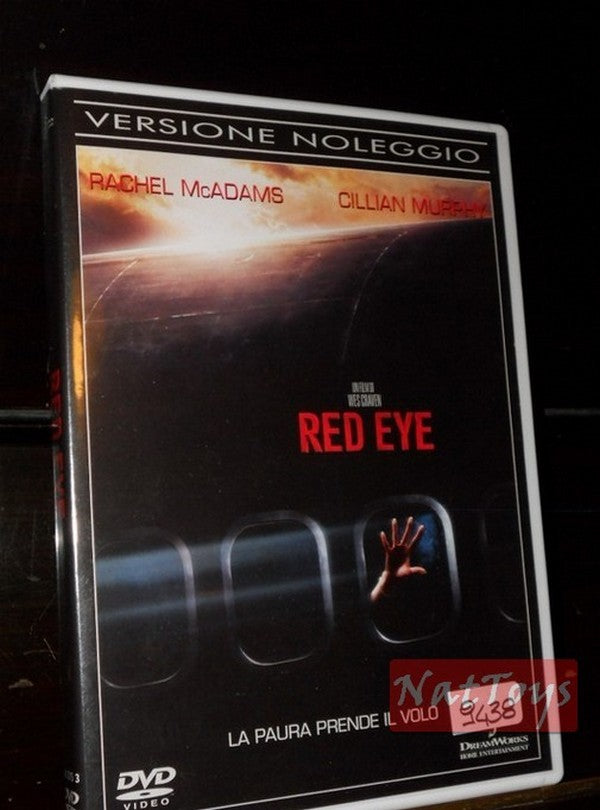 VERSIONE NOLEGGIO
RACHEL McADAMS
CILLIAN MURPHY
UN FILM DI
WES CRAVEN
RED EYE
RED EYE
NatToys
9438
LA PAURA PRENDE IL VOLO
DREAMWORKS
HOME ENTERTAINMENT
DVD
VIDEO
DVD